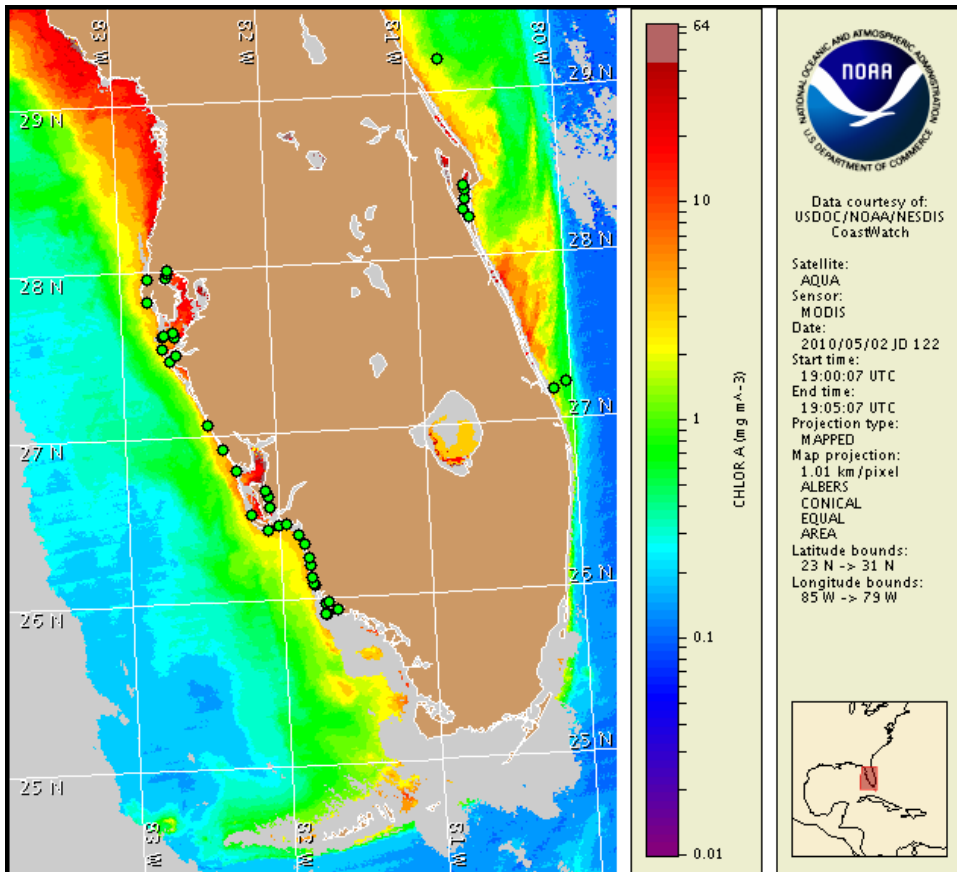 83 W
82 W
81 W
80 W
29 N
29 N
28 N
28 N
27 N
27 N
26 N
26 N
25 N
25 N
83 W
82 W
81 W
64
10
1
0.1
0.01
CHLOR A (mg m^-3)
NATIONAL OCEANIC AND ATMOSPHERIC ADMINISTRATION
NOAA
U.S. DEPARTMENT OF COMMERCE
Data courtesy of:
USDOC/NOAA/NESDIS
CoastWatch
Satellite:
AQUA
Sensor:
MODIS
Date:
2010/05/02 JD 122
Start time:
19:00:07 UTC
End time:
19:05:07 UTC
Projection type:
MAPPED
Map projection:
1.01 km/pixel
ALBERS
CONICAL
EQUAL
AREA
Latitude bounds:
23 N -> 31 N
Longitude bounds:
85 W -> 79 W